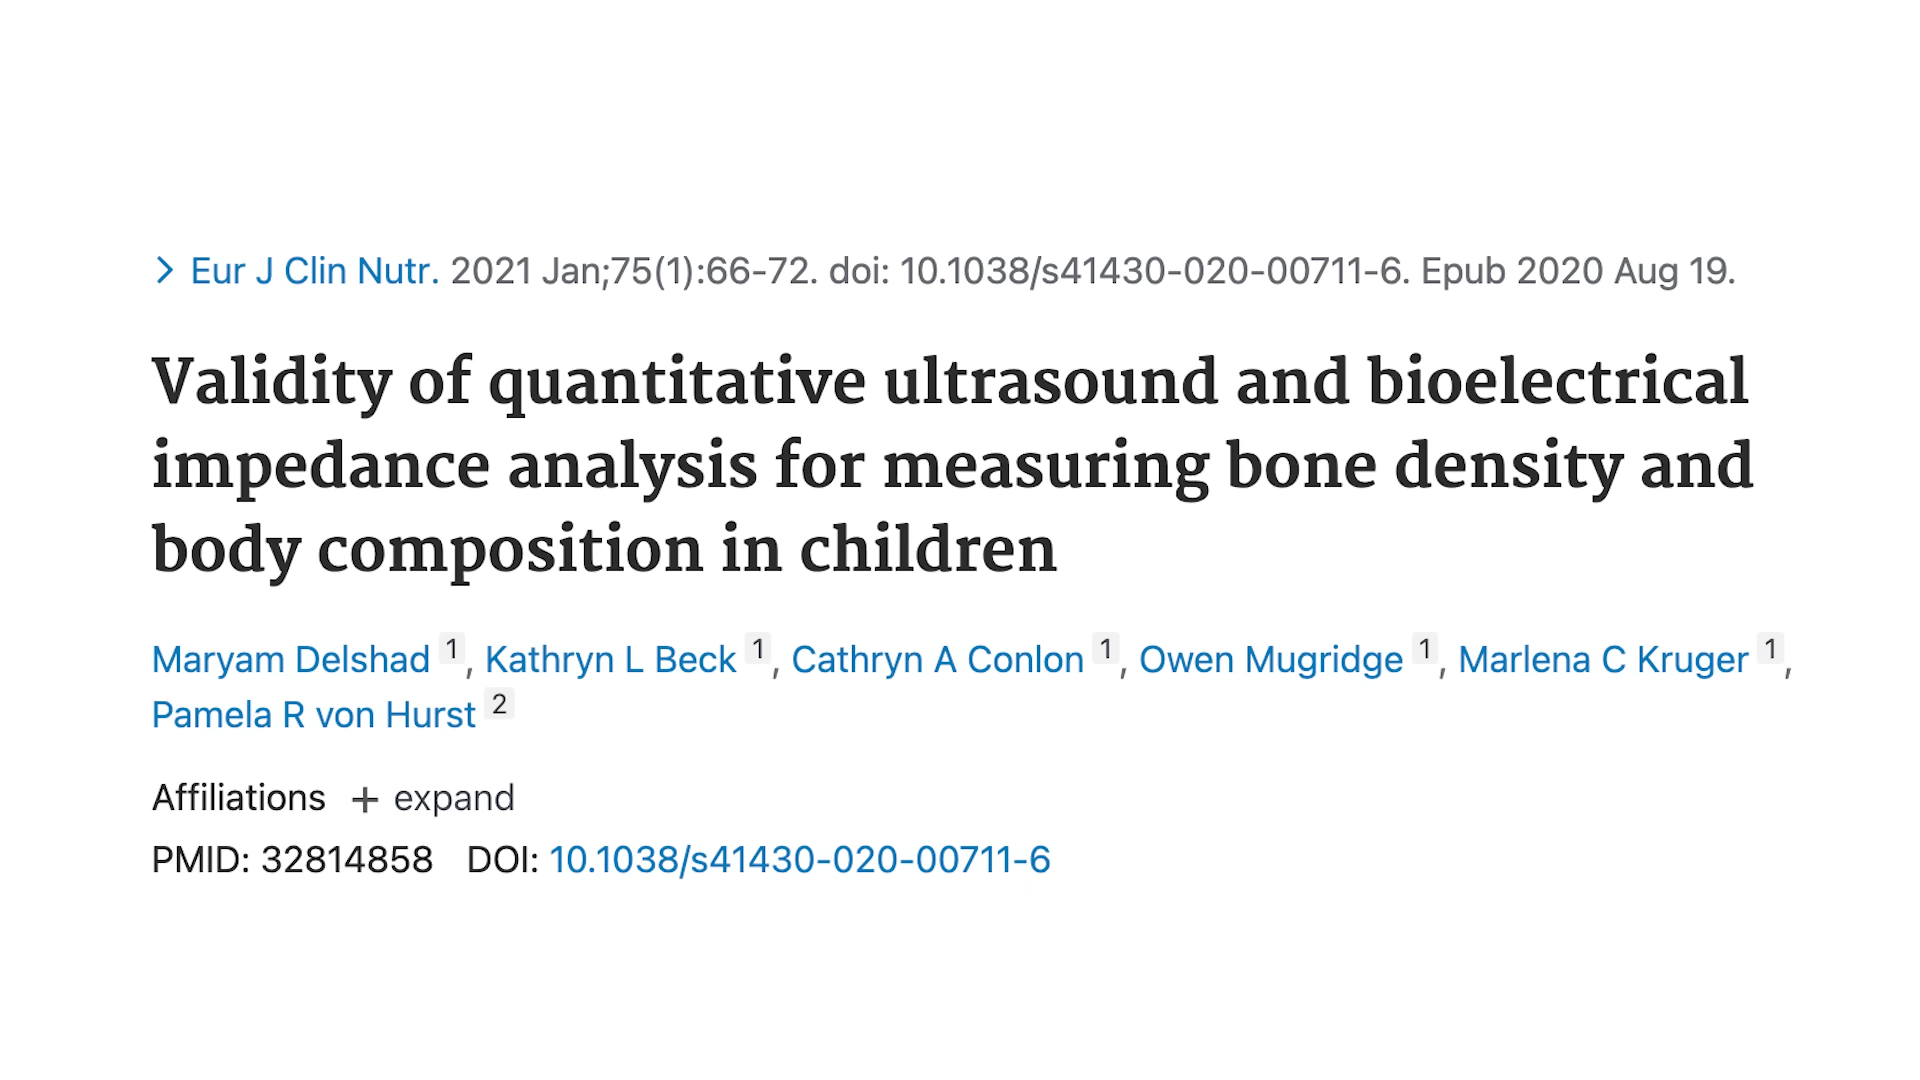 > Eur J Clin Nutr. 2021 Jan;75(1):66-72. doi: 10.1038/s41430-020-00711-6. Epub 2020 Aug 19.
Validity of quantitative ultrasound and bioelectrical
impedance analysis for measuring bone density and
body composition in children
Maryam Delshad 1, Kathryn L Beck 1, Cathryn A Conlon 1, Owen Mugridge 1, Marlena C Kruger 1,
Pamela R von Hurst 2
Affiliations + expand
PMID: 32814858 DOI: 10.1038/s41430-020-00711-6